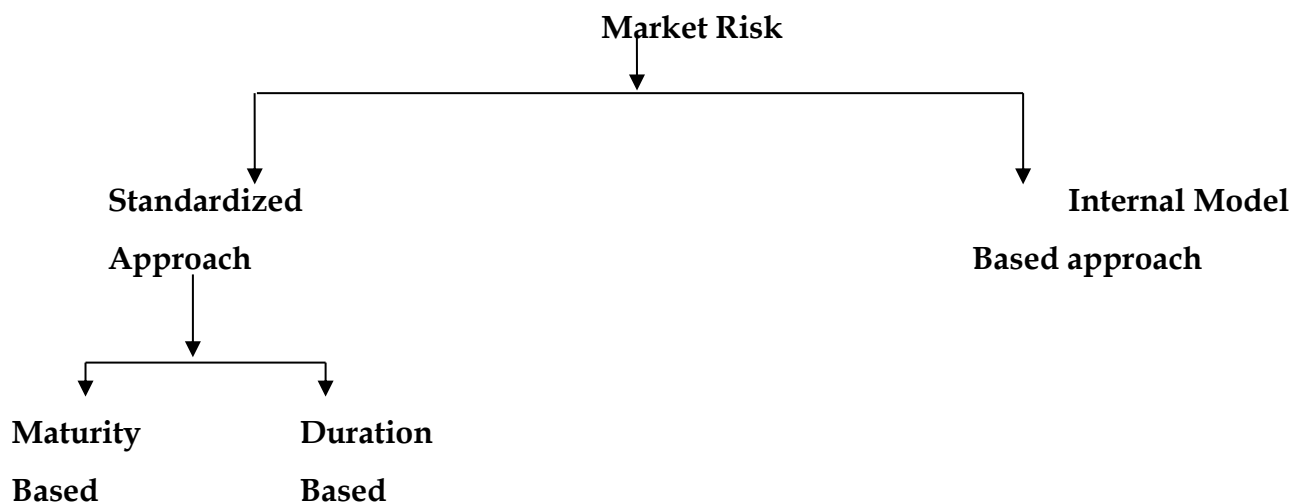 Market Risk
Standardized Internal Model
Approach Based approach
Maturity Duration
Based Based